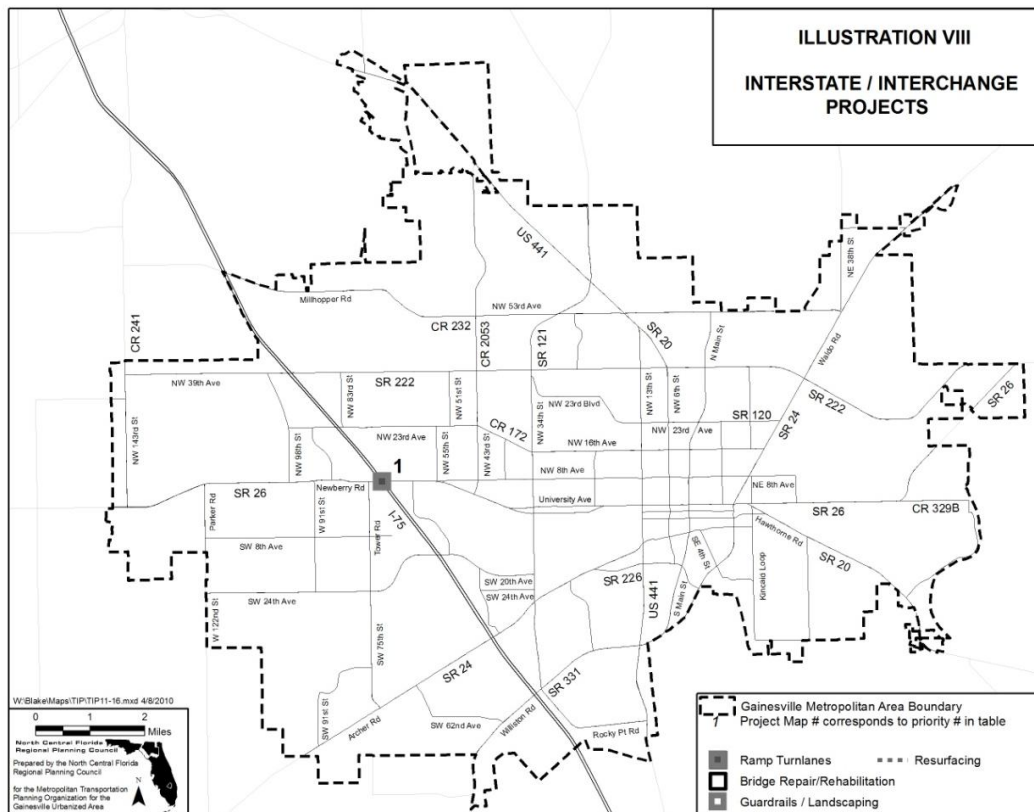 ILLUSTRATION VIII
INTERSTATE / INTERCHANGE
PROJECTS
US 441
NE 38th St
Millhopper Rd
NW 53rd Ave
CR 241
CR 232
CR 2053
SR 121
SR 20
N Main St
Waldo Rd
NW 39th Ave
SR 222
NW 83rd St
NW 51st St
NW 34th St
NW 13th St
NW 6th St
SR 222
SR 26
NW 23rd Blvd
SR 120
SR 24
NW 143rd St
NW 98th St
NW 23rd Ave
NW 55th St
NW 43rd St
CR 172
NW 16th Ave
NW 23rd Ave
1
NW 8th Ave
NE 8th Ave
SR 26
Newberry Rd
University Ave
SR 26
CR 329B
Parker Rd
W 91st St
Tower Rd
I-75
Hawthorne Rd
SR 20
SW 8th Ave
SE 4th St
Kincaid Loop
SW 20th Ave
SR 226
SW 24th Ave
SW 24th Ave
US 441
S Main St
W 122nd St
SW 75th St
SR 24
SR 331
SW 91st St
Archer Rd
SW 62nd Ave
Williston Rd
Rocky Pt Rd
W:\Blake\Maps\TIP\TIP11-16.mxd 4/8/2010
0 1 2
Miles
North Central Florida
Regional Planning Council
Prepared by the North Central Florida
Regional Planning Council
for the Metropolitan Transportation
Planning Organization for the
Gainesville Urbanized Area
N
Gainesville Metropolitan Area Boundary
1 Project Map # corresponds to priority # in table
Ramp Turnlanes Resurfacing
Bridge Repair/Rehabilitation
Guardrails / Landscaping